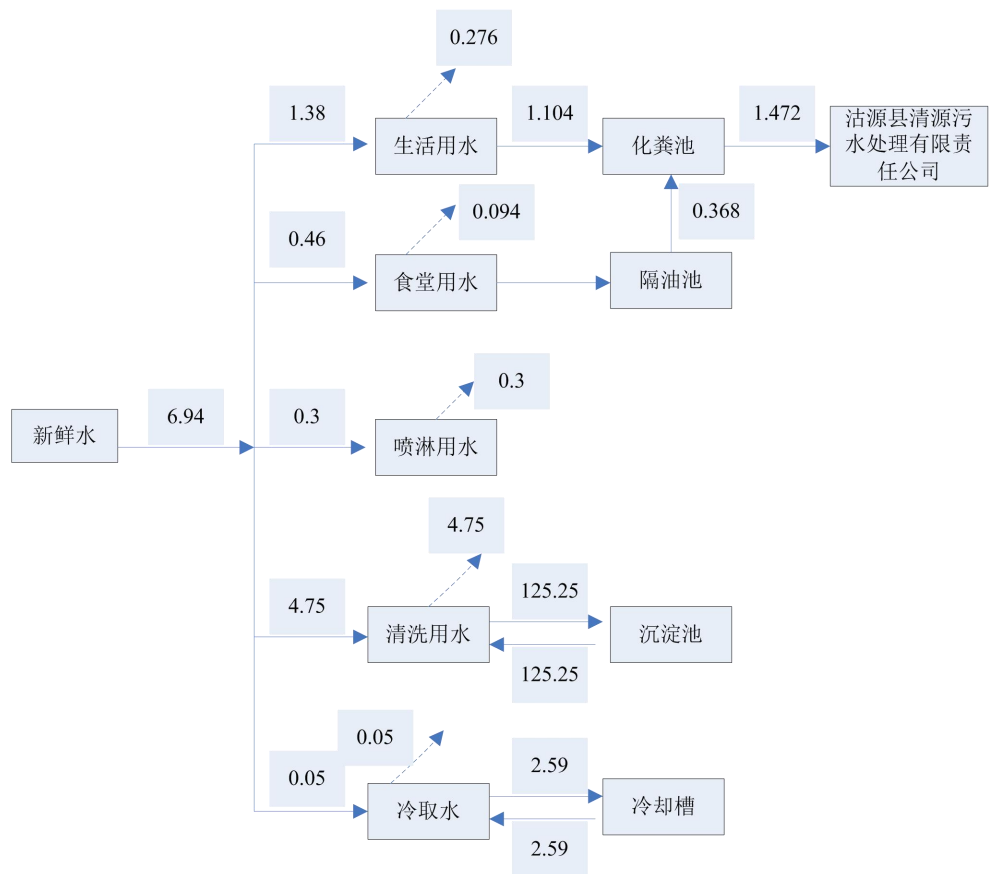 0.276
1.38
1.104
1.472
生活用水
化粪池
沽源县清源污
水处理有限责
任公司
0.46
0.094
0.368
食堂用水
隔油池
新鲜水
6.94
0.3
0.3
喷淋用水
4.75
4.75
125.25
清洗用水
沉淀池
125.25
0.05
0.05
2.59
冷取水
冷却槽
2.59